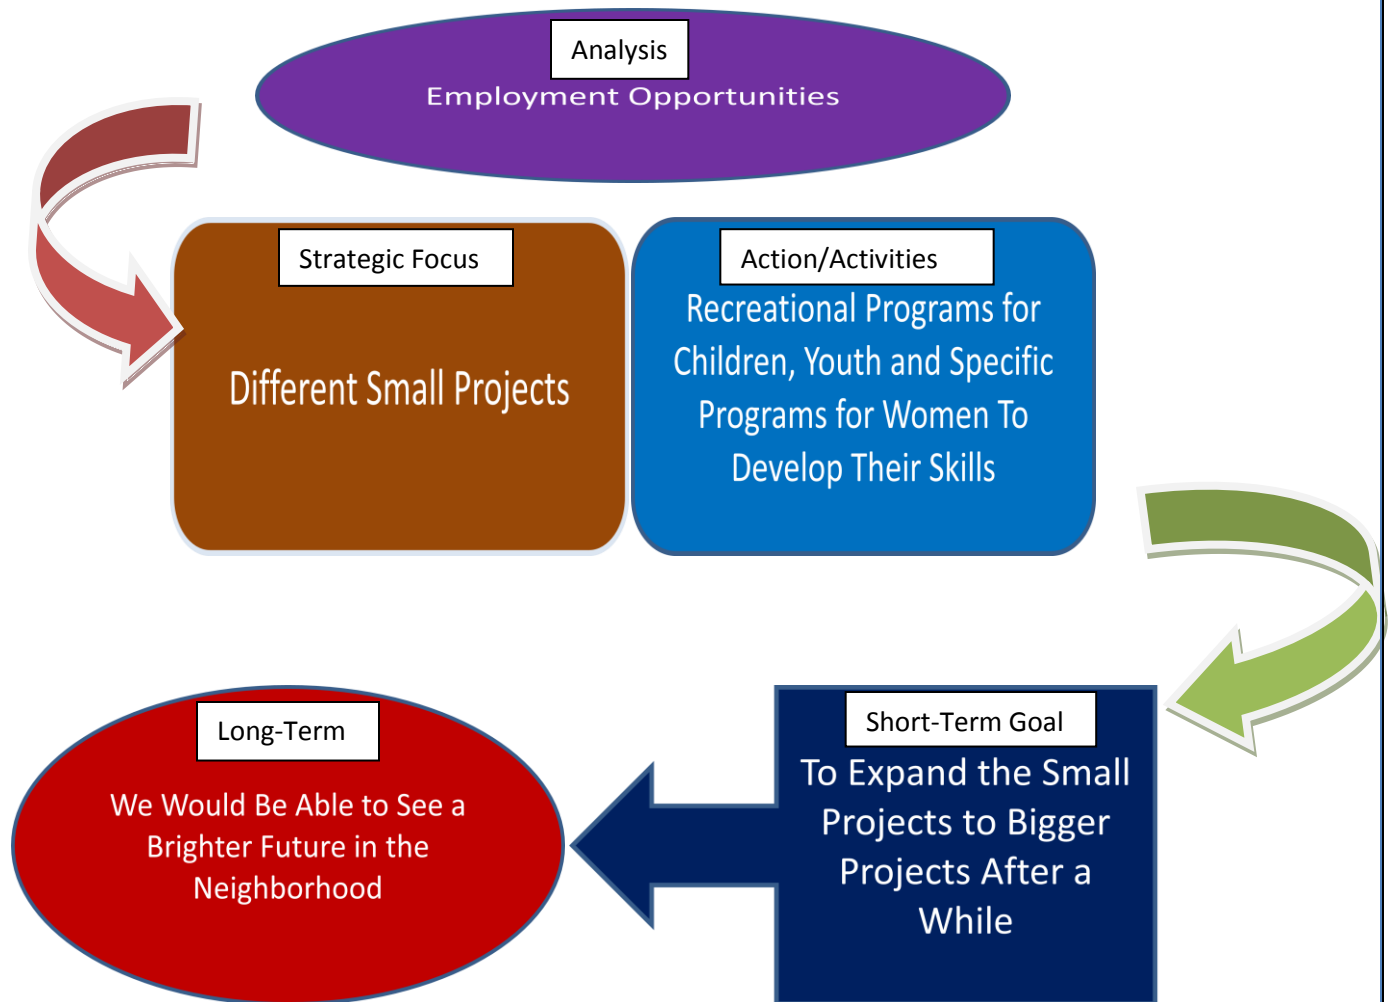 Analysis
Employment Opportunities
Strategic Focus
Different Small Projects
Action/Activities
Recreational Programs for
Children, Youth and Specific
Programs for Women To
Develop Their Skills
Short-Term Goal
To Expand the Small
Projects to Bigger
Projects After a
While
Long-Term
We Would Be Able to See a
Brighter Future in the
Neighborhood